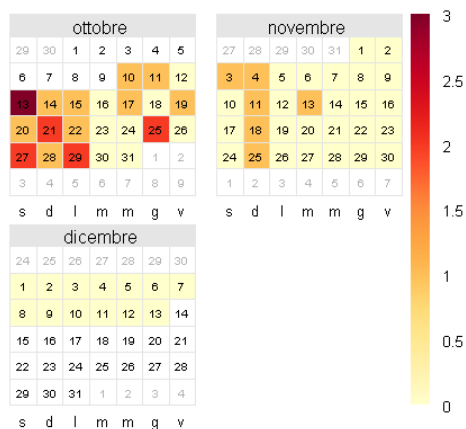 ottobre
29 30 1 2 3 4 5
6 7 8 9 10 11 12
13 14 15 16 17 18 19
20 21 22 23 24 25 26
27 28 29 30 31 1 2
3 4 5 6 7 8 9
s d l m m g v
novembre
27 28 29 30 31 1 2
3 4 5 6 7 8 9
10 11 12 13 14 15 16
17 18 19 20 21 22 23
24 25 26 27 28 29 30
1 2 3 4 5 6 7
s d l m m g v
dicembre
24 25 26 27 28 29 30
1 2 3 4 5 6 7
8 9 10 11 12 13 14
15 16 17 18 19 20 21
22 23 24 25 26 27 28
29 30 31 1 2 3 4
s d l m m g v
3
2.5
2
1.5
1
0.5
0